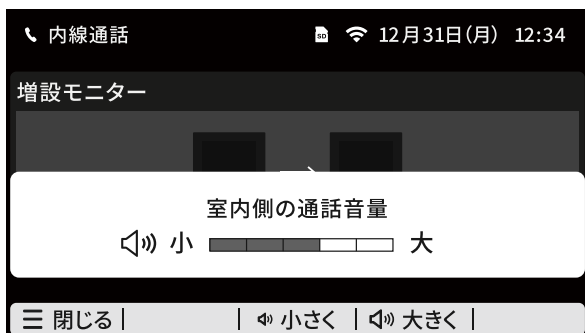 内線通話 SD 12月31日(月) 12:34
増設モニター
室内側の通話音量
小 大
閉じる 小さく 大きく